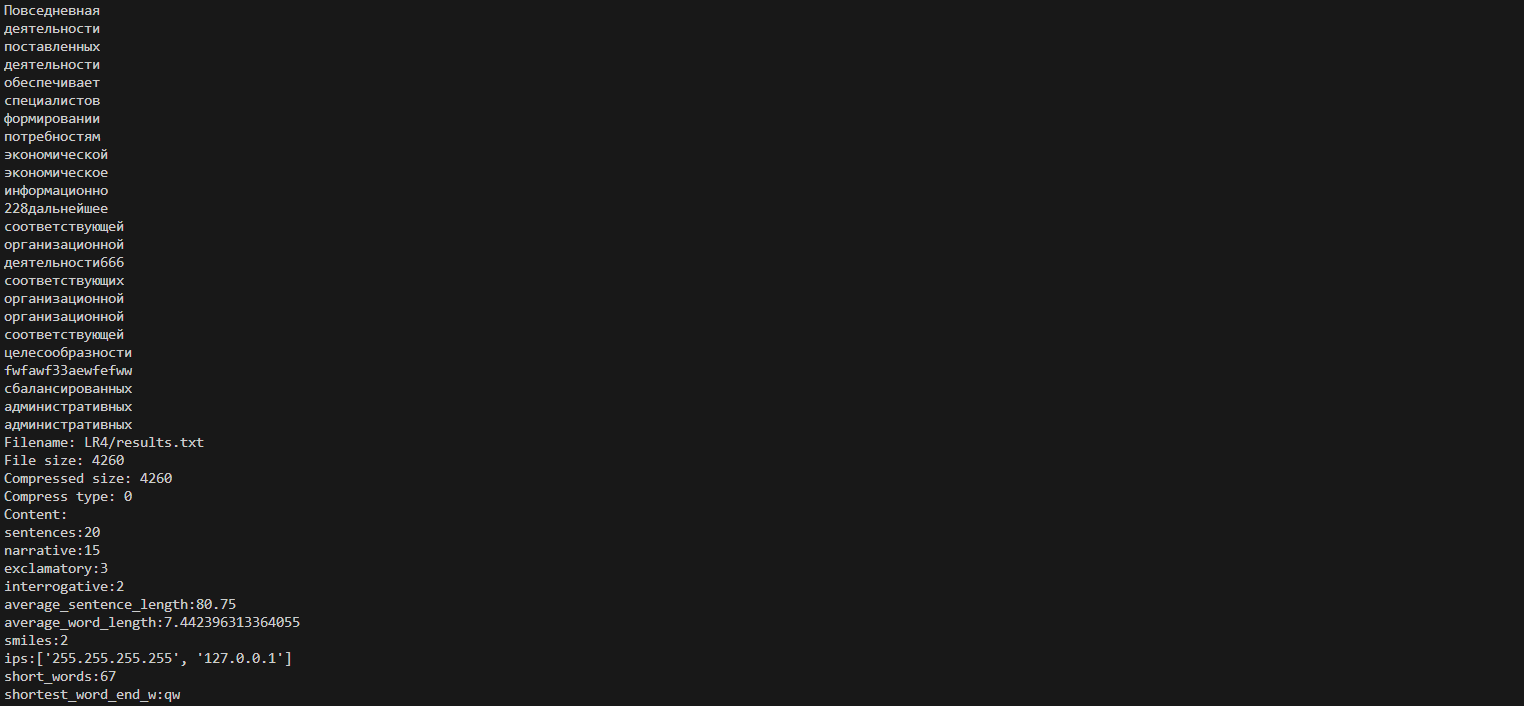 Повседневная
деятельности
поставленных
деятельности
обеспечивает
специалистов
формировании
потребностям
экономической
экономическое
информационно
228дальнейшее
соответствующей
организационной
деятельности666
соответствующих
организационной
организационной
соответствующей
целесообразности
fwfawf33aewfefww
сбалансированных
административных
административных
Filename: LR4/results.txt
File size: 4260
Compressed size: 4260
Compress type: 0
Content:
sentences:20
narrative:15
exclamatory:3
interrogative:2
average_sentence_length:80.75
average_word_length:7.442396313364055
smiles:2
ips:['255.255.255.255', '127.0.0.1']
short_words:67
shortest_word_end_w:qw